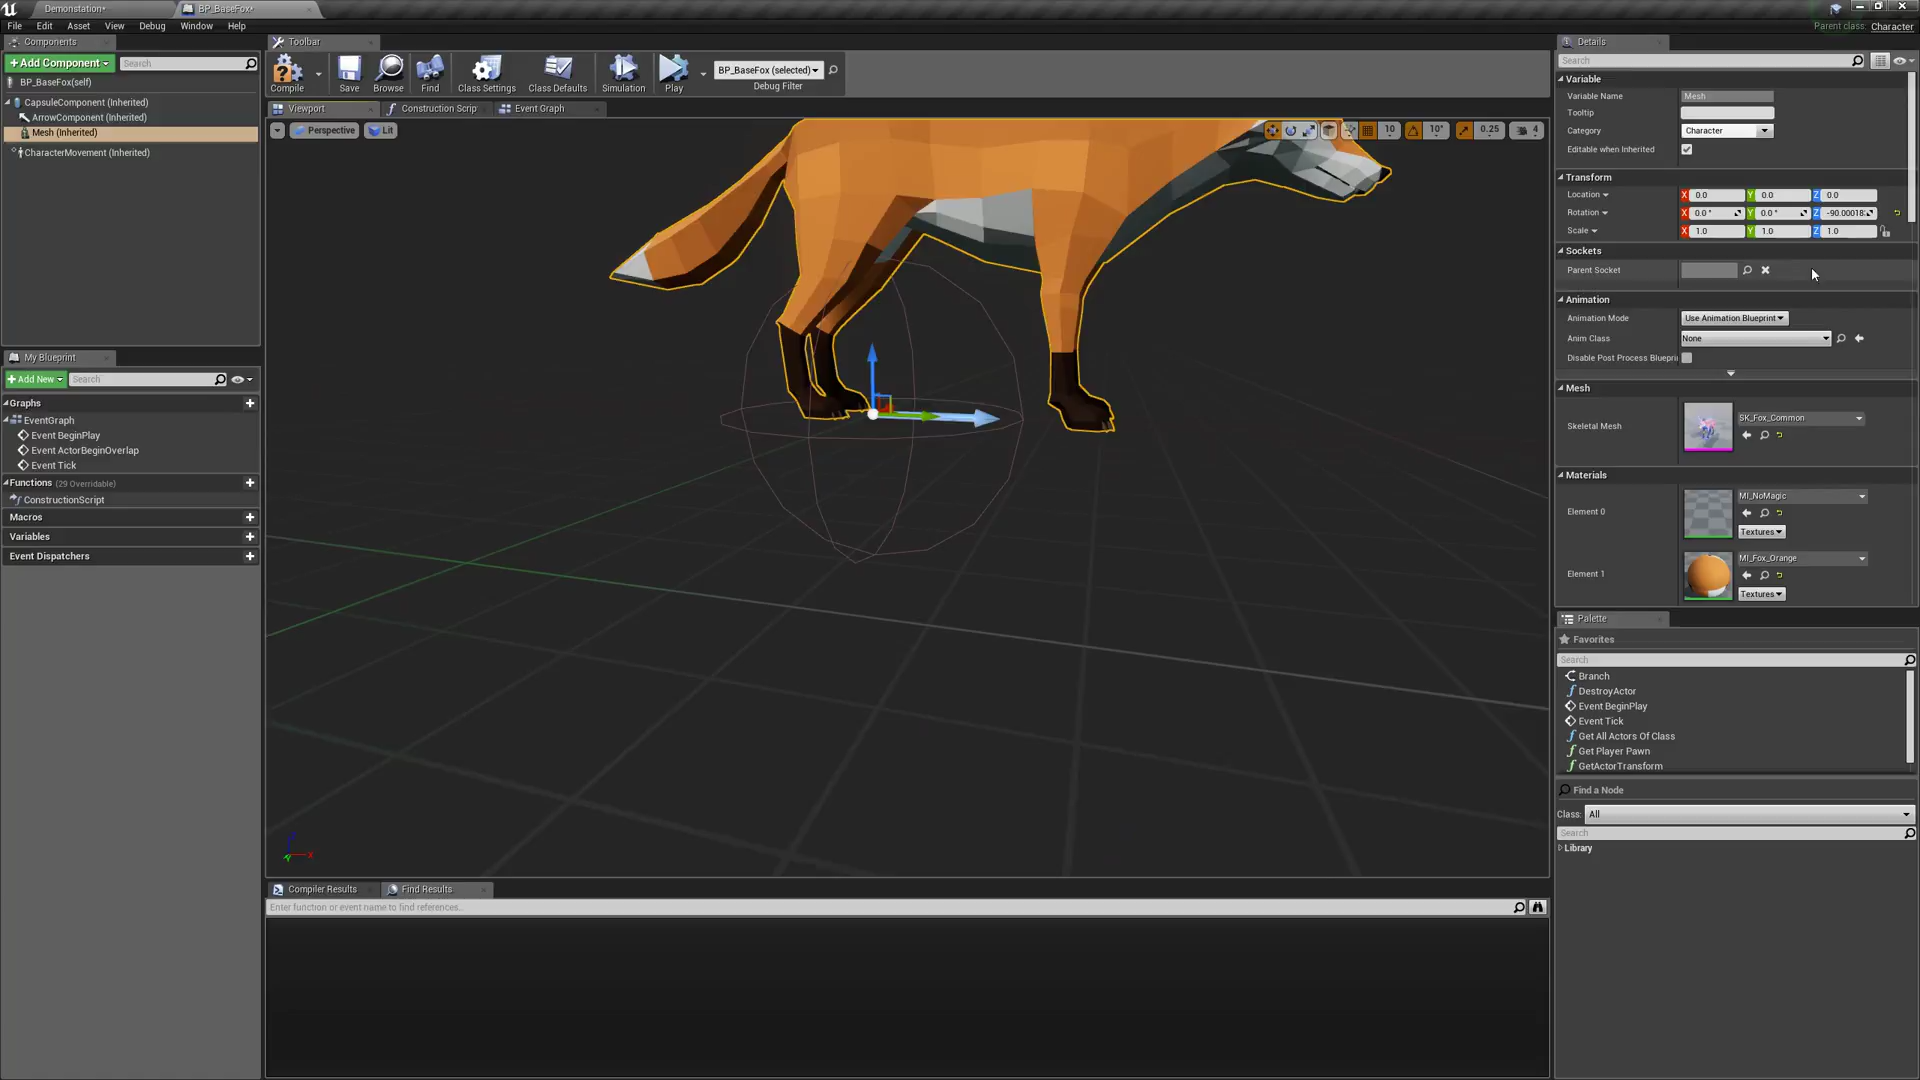 Demonstation*
BP_BaseFox*
File Edit Asset View Debug Window Help
Parent class: Character
Components
+Add Component
Search
BP_BaseFox(self)
CapsuleComponent (Inherited)
ArrowComponent (Inherited)
Mesh (Inherited)
CharacterMovement (Inherited)
My Blueprint
+Add New
Search
Graphs
EventGraph
Event BeginPlay
Event ActorBeginOverlap
Event Tick
Functions (29 Overridable)
ConstructionScript
Macros
Variables
Event Dispatchers
Toolbar
Compile
Save
Browse
Find
Class Settings
Class Defaults
Simulation
Play
BP_BaseFox (selected)
Debug Filter
Viewport
Construction Scrip
Event Graph
Perspective
Lit
10
10°
0.25
4
Compiler Results
Find Results
Enter function or event name to find references...
Details
Search
Variable
Variable Name Mesh
Tooltip
Category Character
Editable when Inherited
Transform
Location X 0.0 Y 0.0 Z 0.0
Rotation X 0.0° Y 0.0° Z -90.00018
Scale X 1.0 Y 1.0 Z 1.0
Sockets
Parent Socket
Animation
Animation Mode Use Animation Blueprint
Anim Class None
Disable Post Process Bluepri
Mesh
Skeletal Mesh SK_Fox_Common
Materials
Element 0 MI_NoMagic
Textures
Element 1 MI_Fox_Orange
Textures
Palette
Favorites
Search
Branch
DestroyActor
Event BeginPlay
Event Tick
Get All Actors Of Class
Get Player Pawn
GetActorTransform
Find a Node
Class: All
Search
Library